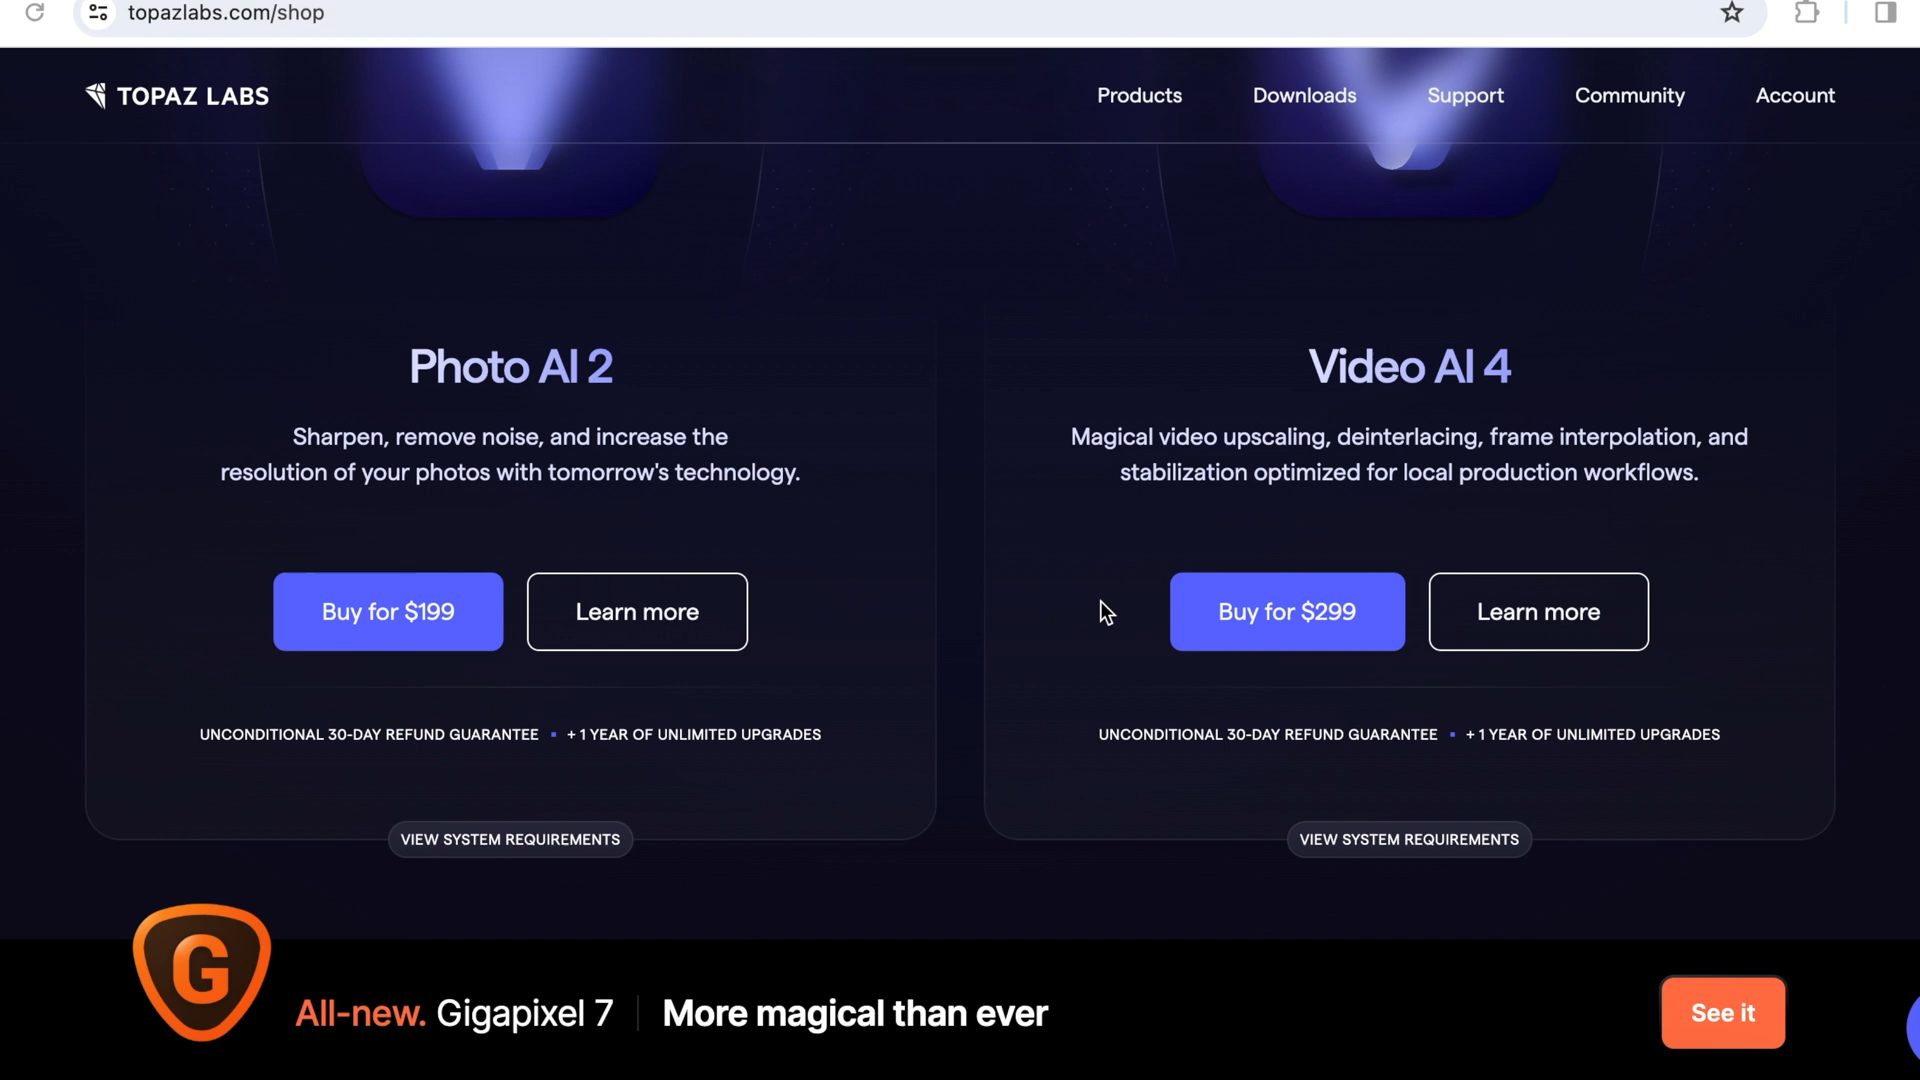 topazlabs.com/shop
TOPAZ LABS
Products
Downloads
Support
Community
Account
Photo AI 2
Sharpen, remove noise, and increase the
resolution of your photos with tomorrow's technology.
Buy for $199
Learn more
UNCONDITIONAL 30-DAY REFUND GUARANTEE ▪ + 1 YEAR OF UNLIMITED UPGRADES
VIEW SYSTEM REQUIREMENTS
Video AI 4
Magical video upscaling, deinterlacing, frame interpolation, and
stabilization optimized for local production workflows.
Buy for $299
Learn more
UNCONDITIONAL 30-DAY REFUND GUARANTEE ▪ + 1 YEAR OF UNLIMITED UPGRADES
VIEW SYSTEM REQUIREMENTS
G
All-new. Gigapixel 7 | More magical than ever
See it